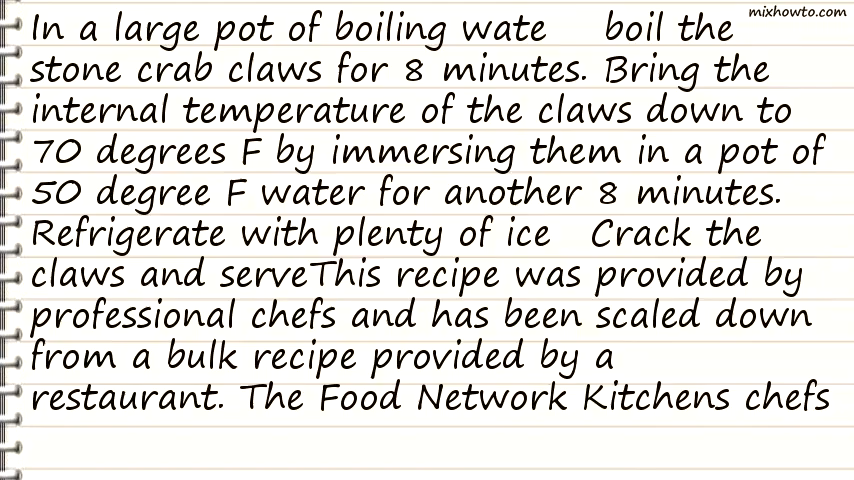 mixhowto.com
In a large pot of boiling wate boil the
stone crab claws for 8 minutes. Bring the
internal temperature of the claws down to
70 degrees F by immersing them in a pot of
50 degree F water for another 8 minutes.
Refrigerate with plenty of ice Crack the
claws and serveThis recipe was provided by
professional chefs and has been scaled down
from a bulk recipe provided by a
restaurant. The Food Network Kitchens chefs